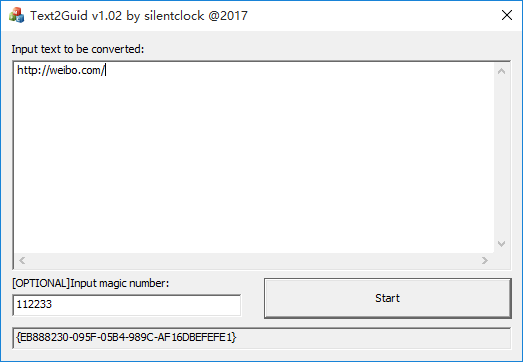 Text2Guid v1.02 by silentclock @2017
Input text to be converted:
http://weibo.com/
[OPTIONAL]Input magic number:
112233
Start
{EB888230-095F-05B4-989C-AF16DBEFEFE1}